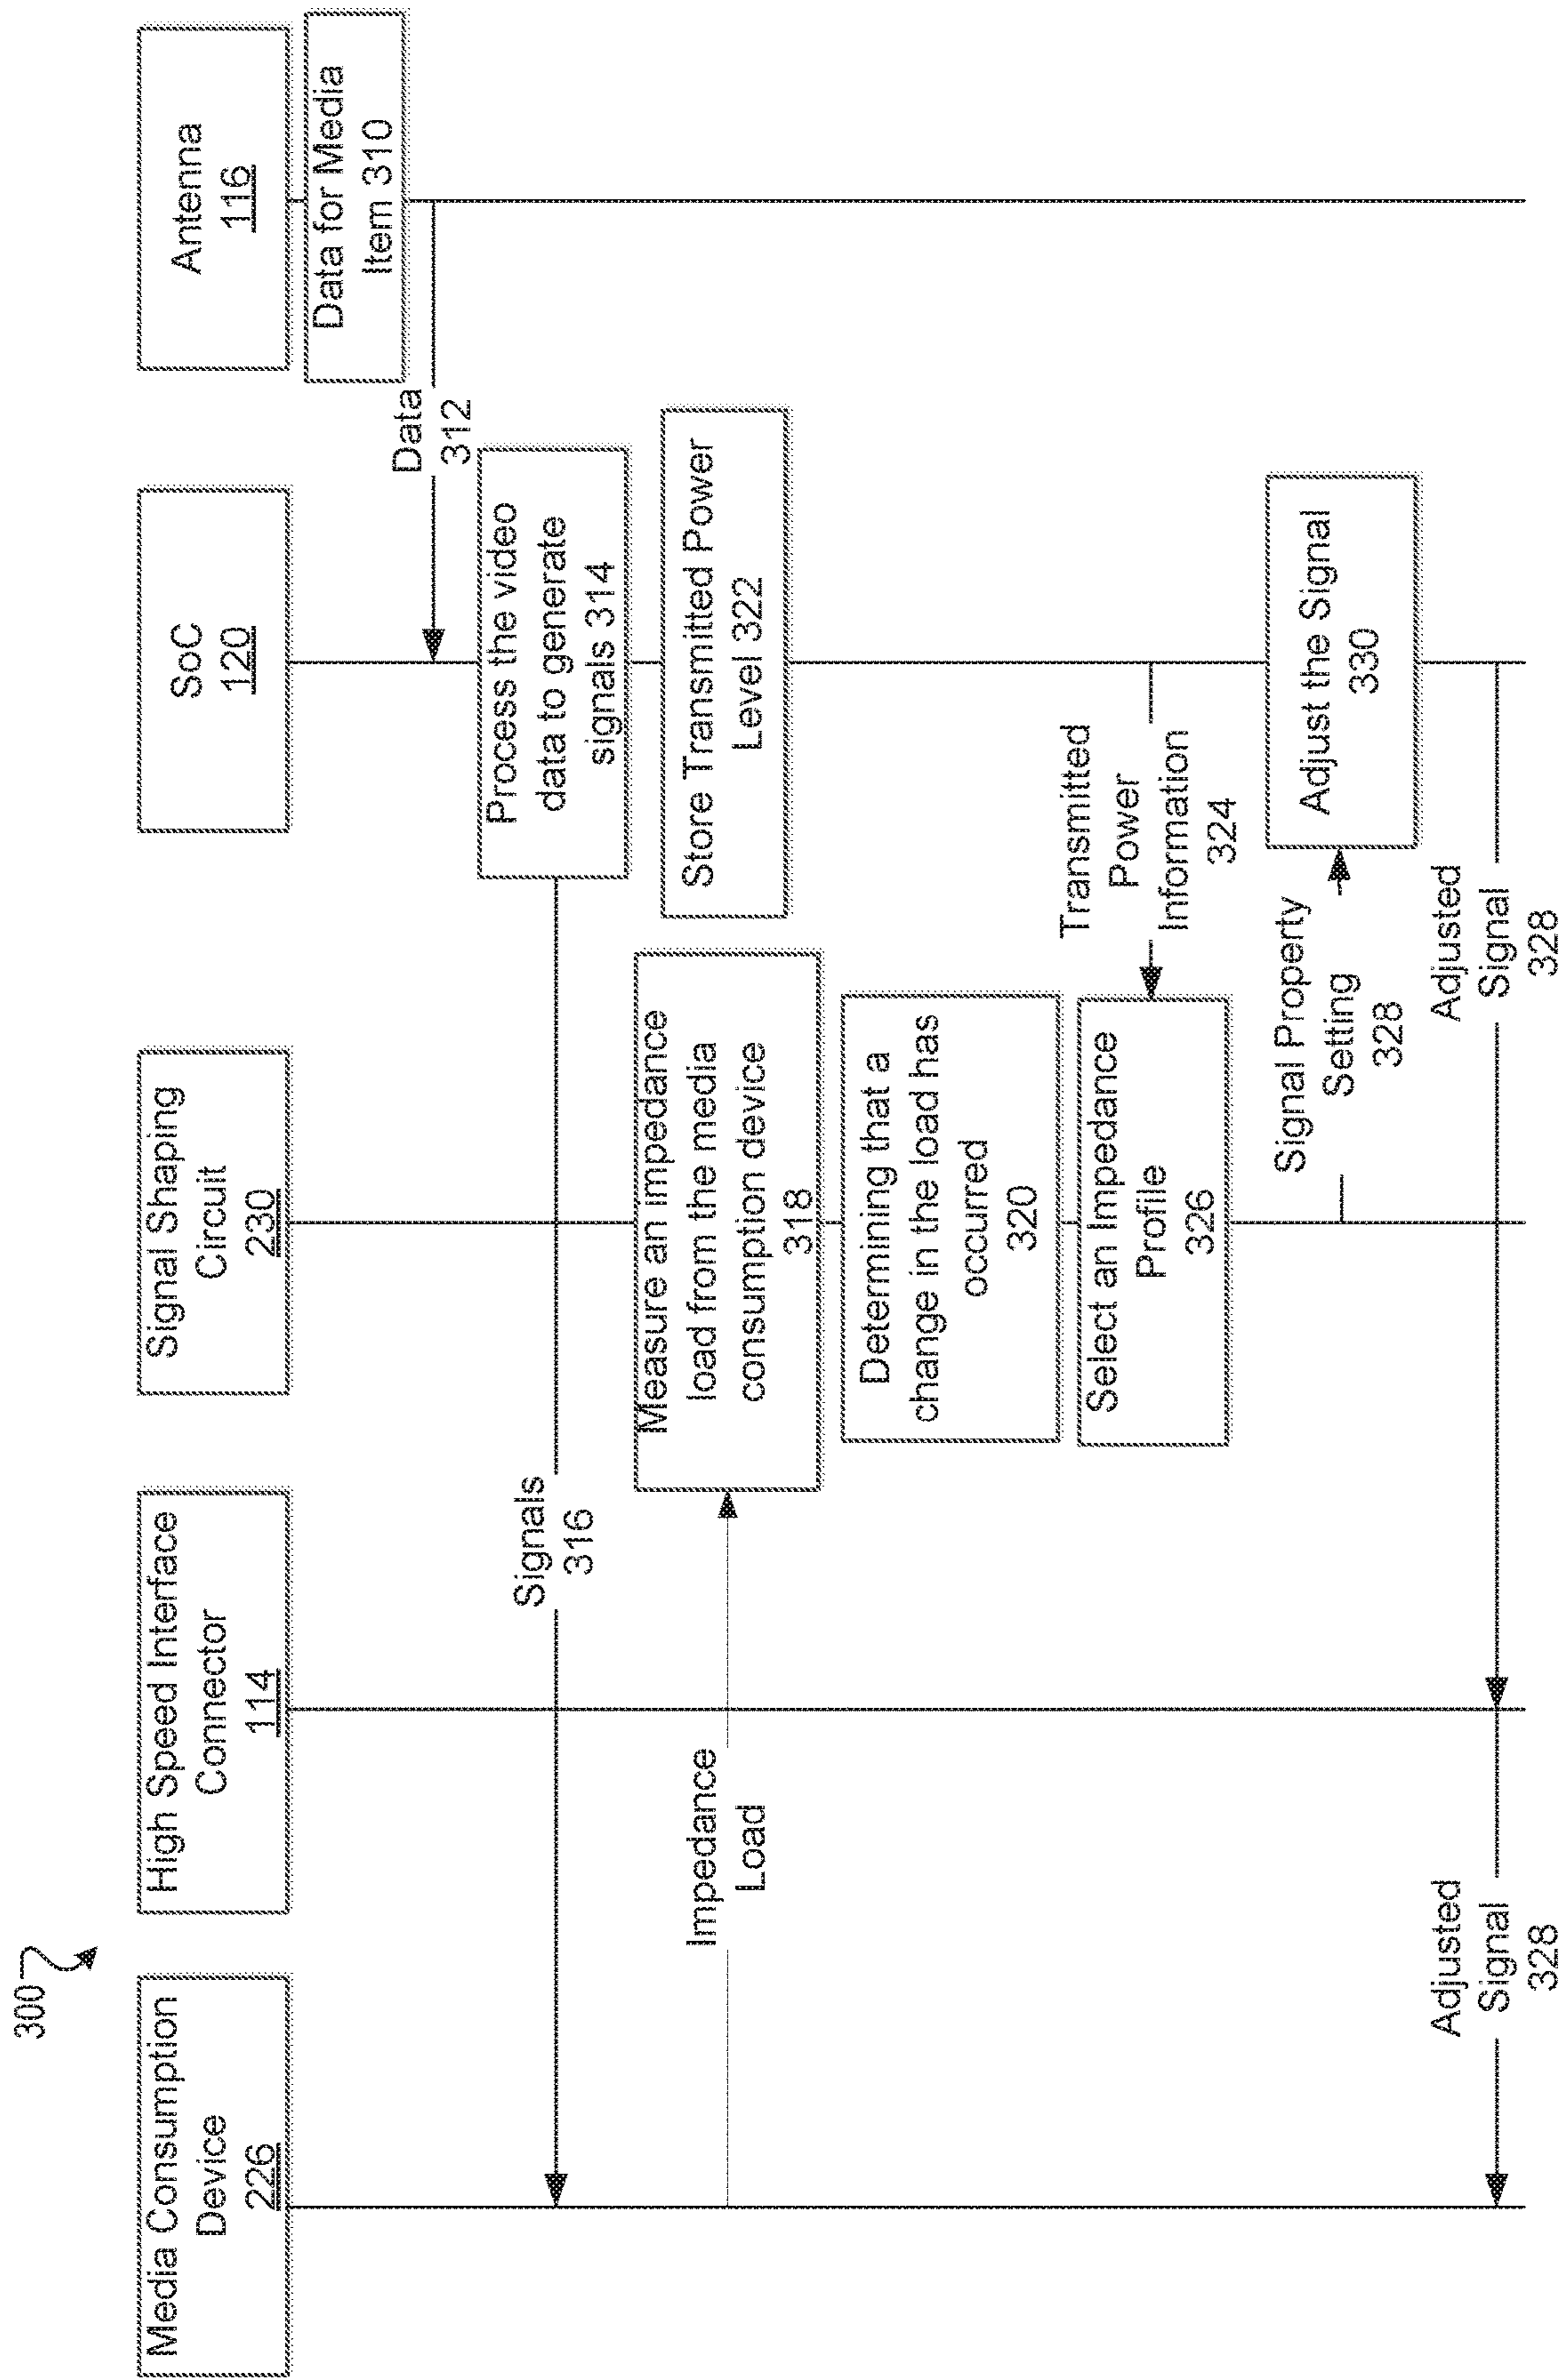 300
Media Consumption
Device
226
High Speed Interface
Connector
114
Signal Shaping
Circuit
230
SoC
120
Antenna
116
Data for Media
Item 310
Data
312
Process the video
data to generate
signals 314
Signals
316
Store Transmitted Power
Level 322
Impedance
Load
Measure an impedance
load from the media
consumption device
318
Determining that a
change in the load has
occurred
320
Transmitted
Power
Information
324
Select an Impedance
Profile
326
Signal Property
Setting
328
Adjust the Signal
330
Adjusted
Signal
328
Adjusted
Signal
328